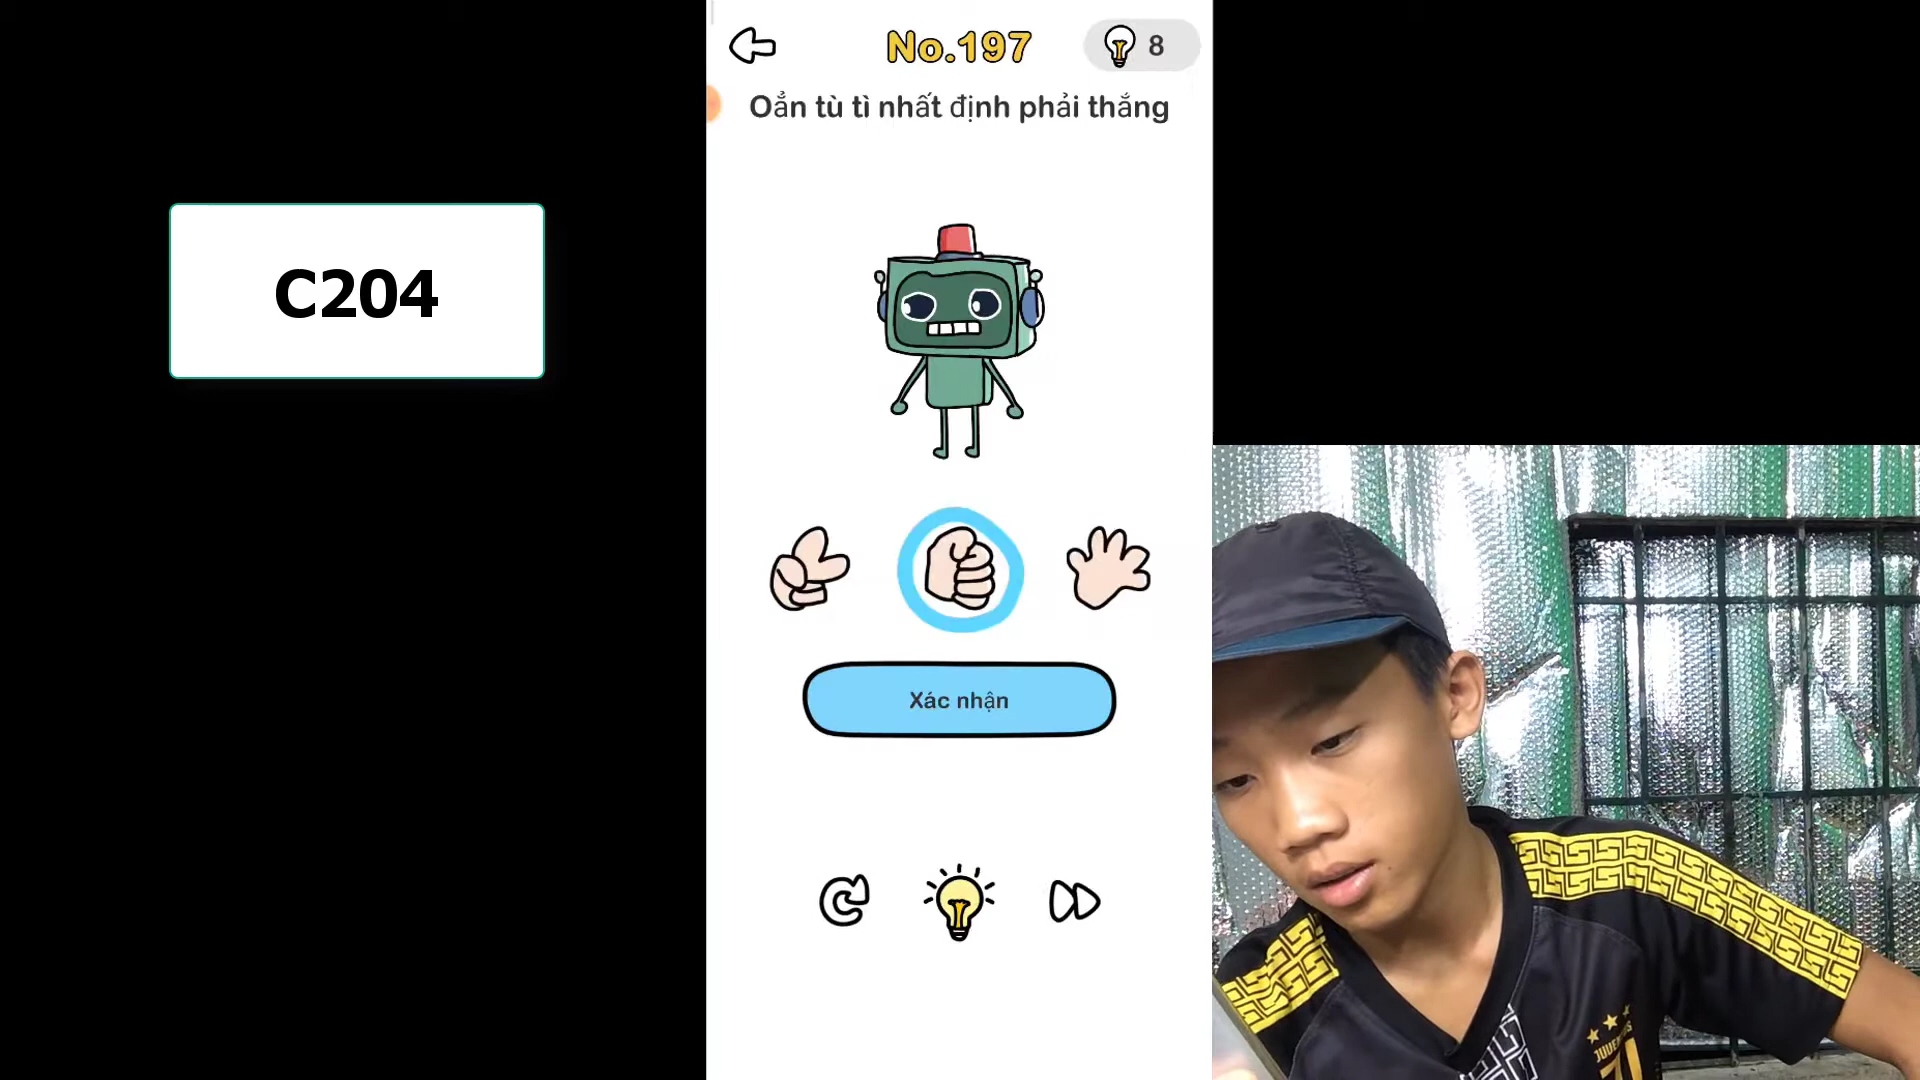 No.197
8
Oẳn tù tì nhất định phải thắng
C204
Xác nhận